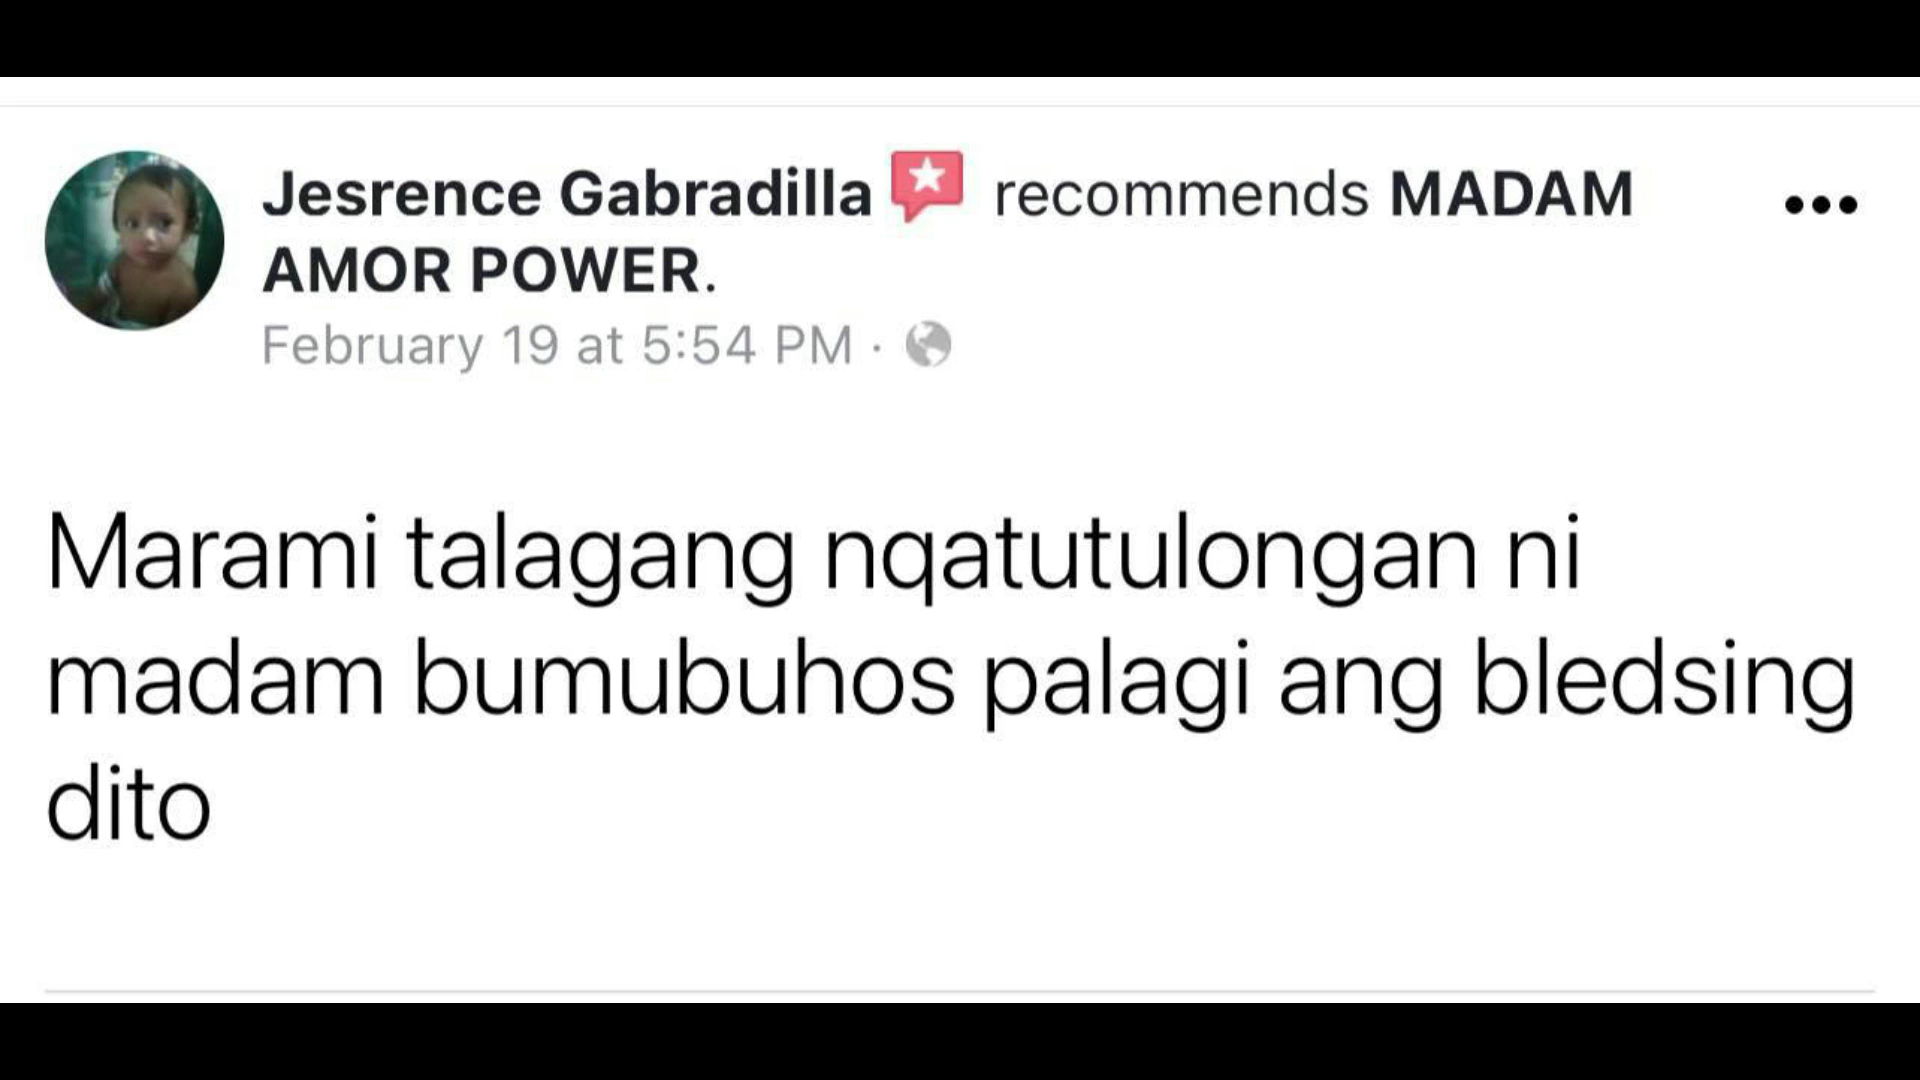 Jesrence Gabradilla recommends MADAM
AMOR POWER.
February 19 at 5:54 PM ·
Marami talagang nqatutulongan ni
madam bumubuhos palagi ang bledsing
dito